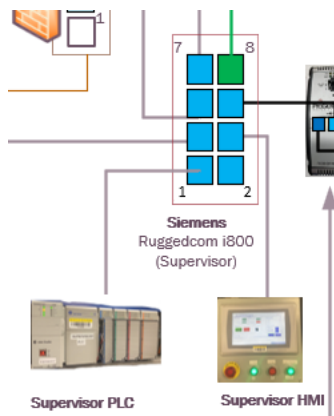 1
7 8
1 2
Siemens
Ruggedcom i800
(Supervisor)
Supervisor PLC
Supervisor HMI